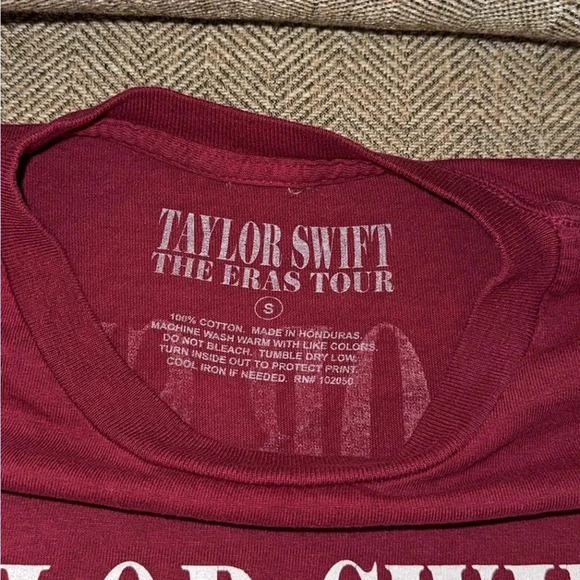 TAYLOR SWIFT
THE ERAS TOUR
S
100% COTTON. MADE IN HONDURAS.
MACHINE WASH WARM WITH LIKE COLORS.
DO NOT BLEACH. TUMBLE DRY LOW.
TURN INSIDE OUT TO PROTECT PRINT.
COOL IRON IF NEEDED. RN# 102050